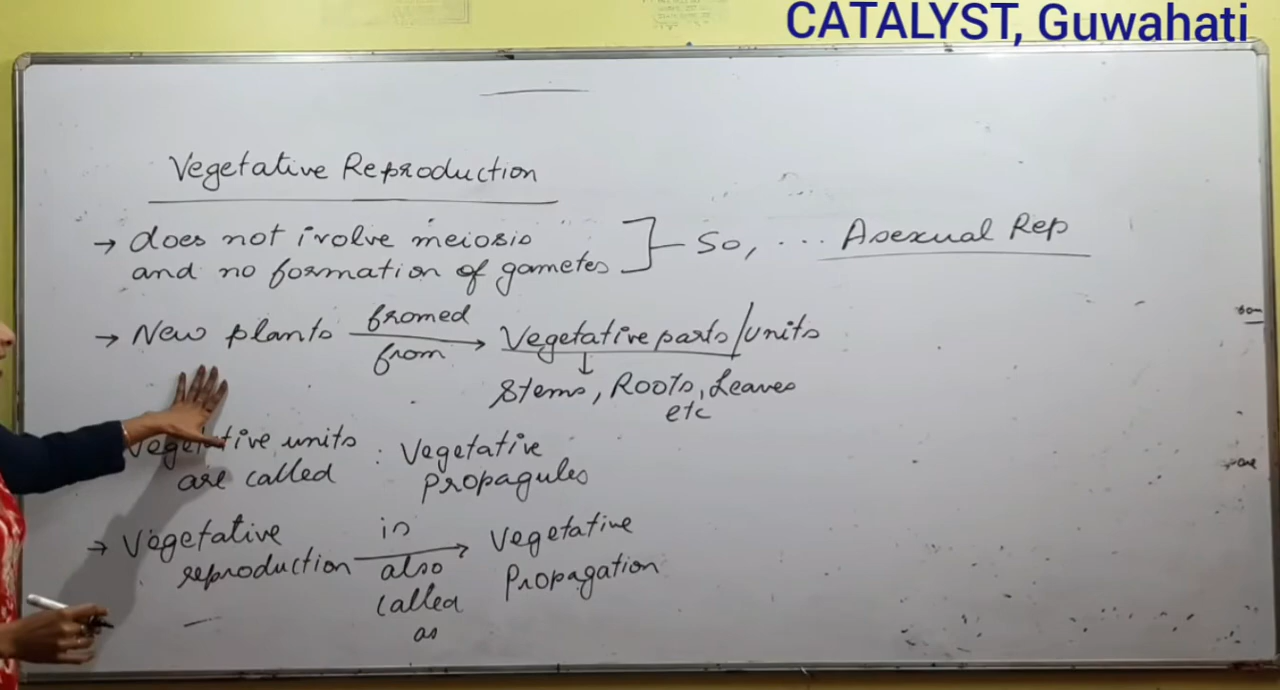 CATALYST, Guwahati
Vegetative Reproduction
→ does not ivolve meiosis
and no formation of gametes
So, ... Asexual Rep
→ New plants fromed from → Vegetative parts/units
↓
Stems, Roots, Leaves
etc
Vegetative units
are called
: Vegetative
Propagules
→ Vegetative
reproduction
is
also
called
as
→ Vegetative
Propagation